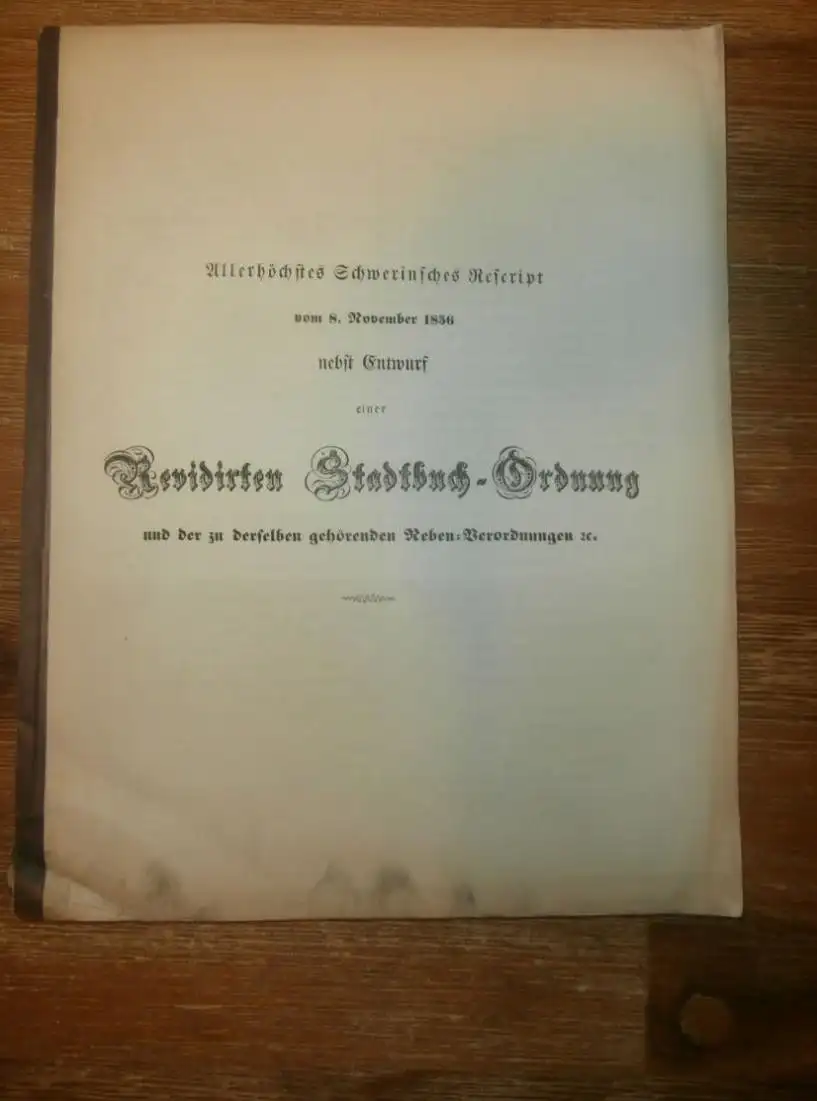 Allerhöchstes Schwerinsches Rescript
vom 8. November 1856
nebst Entwurf
einer
Revidirten Stadtbuch-Ordnung
und der zu derselben gehörenden Neben-Verordnungen ꝛc.